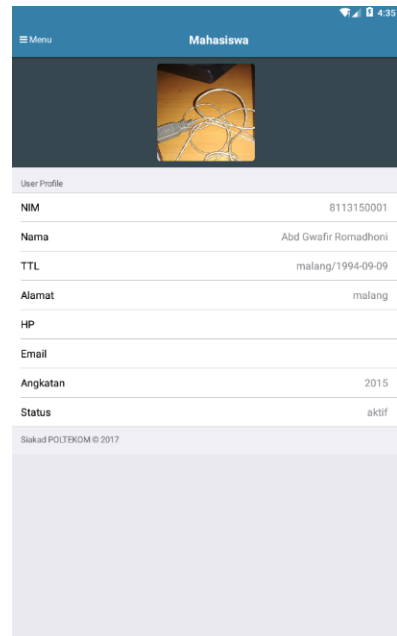 4:35
Menu Mahasiswa
User Profile
NIM 8113150001
Nama Abd Gwafir Romadhoni
TTL malang/1994-09-09
Alamat malang
HP
Email
Angkatan 2015
Status aktif
Siakad POLTEKOM © 2017